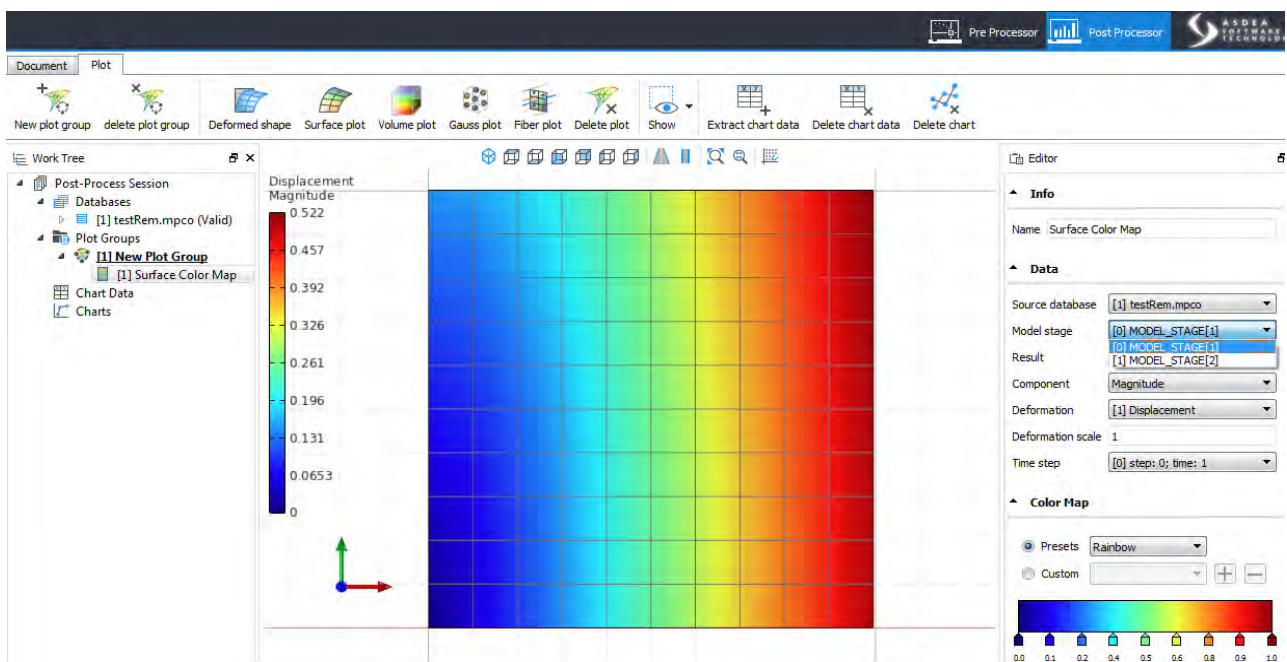 Pre Processor
Post Processor
ASDEA
SOFTWARE
TECHNOLOGY
Document
Plot
New plot group
delete plot group
Deformed shape
Surface plot
Volume plot
Gauss plot
Fiber plot
Delete plot
Show
Extract chart data
Delete chart data
Delete chart
Work Tree
Post-Process Session
Databases
[1] testRem.mpco (Valid)
Plot Groups
[1] New Plot Group
[1] Surface Color Map
Chart Data
Charts
Displacement
Magnitude
0.522
0.457
0.392
0.326
0.261
0.196
0.131
0.0653
0
Editor
Info
Name Surface Color Map
Data
Source database [1] testRem.mpco
Model stage [0] MODEL_STAGE[1]
[0] MODEL_STAGE[1]
Result [1] MODEL_STAGE[2]
Component Magnitude
Deformation [1] Displacement
Deformation scale 1
Time step [0] step: 0; time: 1
Color Map
Presets Rainbow
Custom
0.0 0.1 0.2 0.4 0.5 0.6 0.8 0.9 1.0